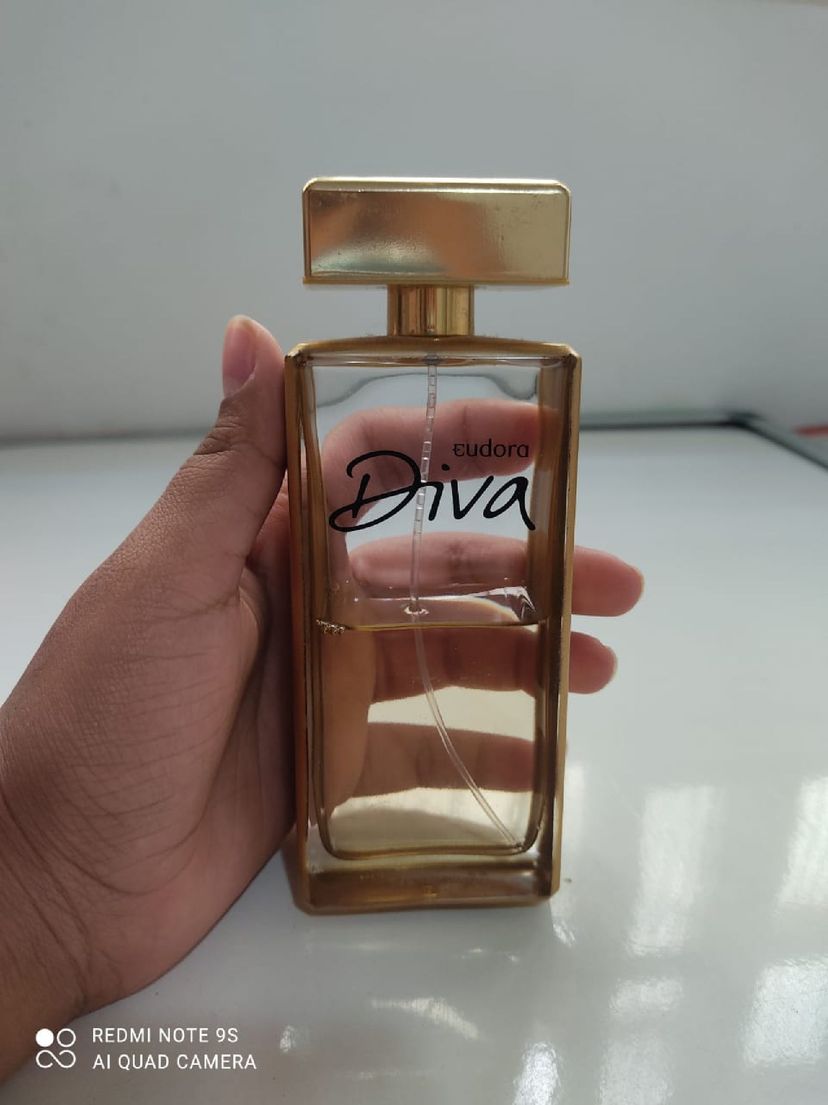 eudora
Diva
REDMI NOTE 9S
AI QUAD CAMERA